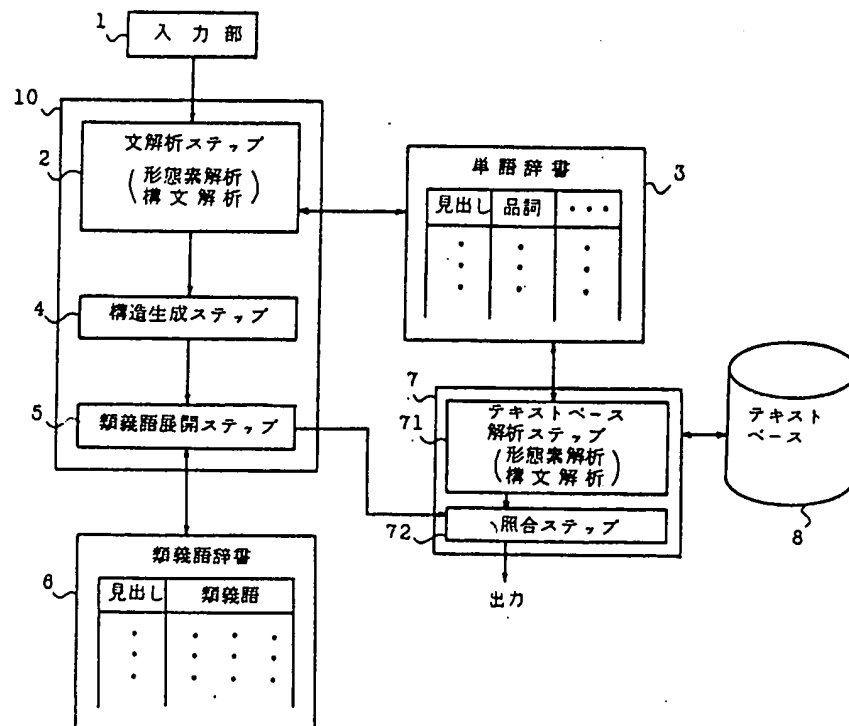 1
入力部
10
2
文解析ステップ
(形態素解析
構文解析)
単語辞書
3
見出し 品詞 ・・・
4
構造生成ステップ
5
類義語展開ステップ
7
71
テキストベース
解析ステップ
(形態素解析
構文解析)
72
照合ステップ
出力
テキスト
ベース
8
6
類義語辞書
見出し 類義語